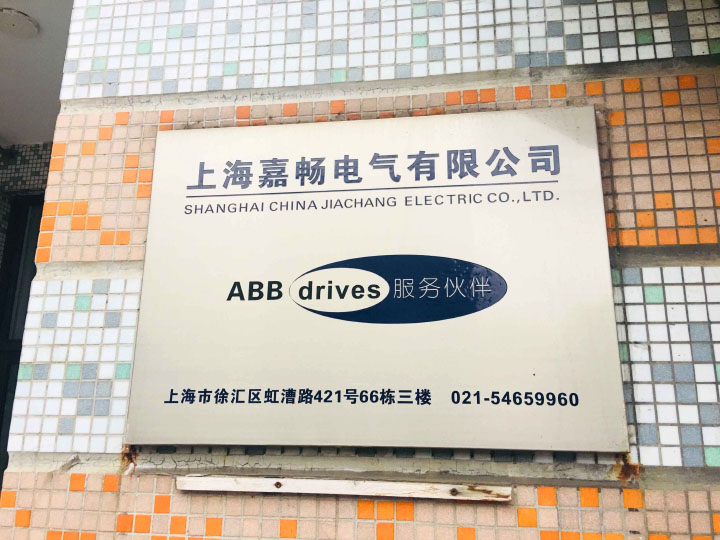 上海嘉畅电气有限公司
SHANGHAI CHINA JIACHANG ELECTRIC CO.,LTD.
ABB drives 服务伙伴
上海市徐汇区虹漕路421号66栋三楼 021-54659960